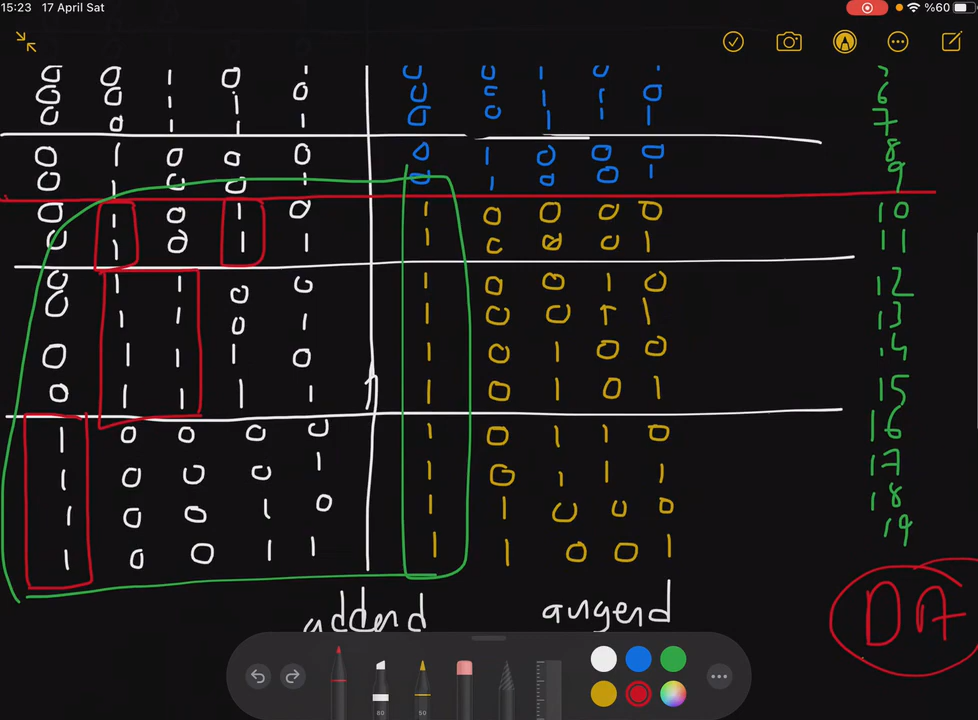 15:23 17 April Sat %60
0 0 1 0 1 0 0 1 0 1
0 0 1 1 0 0 0 1 1 0 6
0 0 1 1 1 0 0 1 1 1 7
0 1 0 0 0 0 1 0 0 0 8
0 1 0 0 1 0 1 0 0 1 9
0 1 0 1 0 1 0 0 0 0 10
0 1 0 1 1 1 0 0 0 1 11
0 1 1 0 0 1 0 0 1 0 12
0 1 1 0 1 1 0 0 1 1 13
0 1 1 1 0 1 0 1 0 0 14
0 1 1 1 1 1 0 1 0 1 15
1 0 0 0 0 1 0 1 1 0 16
1 0 0 0 1 1 0 1 1 1 17
1 0 0 1 0 1 1 0 0 0 18
1 0 0 1 1 1 1 0 0 1 19
addend augend DA
80 50